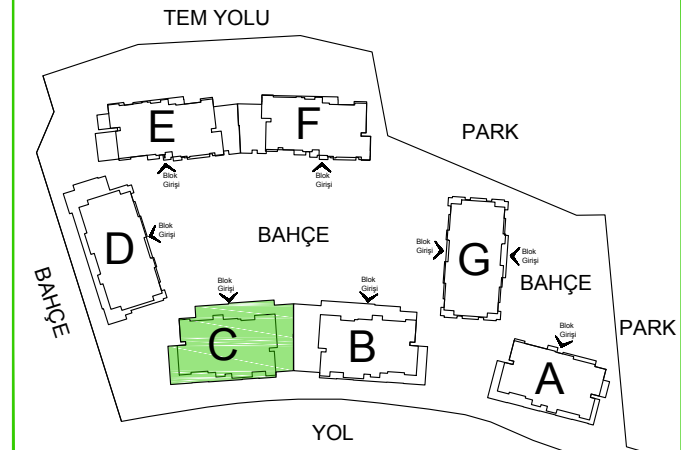 TEM YOLU
E
F
PARK
Blok
Girişi
Blok
Girişi
D
Blok
Girişi
BAHÇE
Blok
Girişi
G
Blok
Girişi
BAHÇE
BAHÇE
Blok
Girişi
Blok
Girişi
C
B
Blok
Girişi
PARK
A
YOL